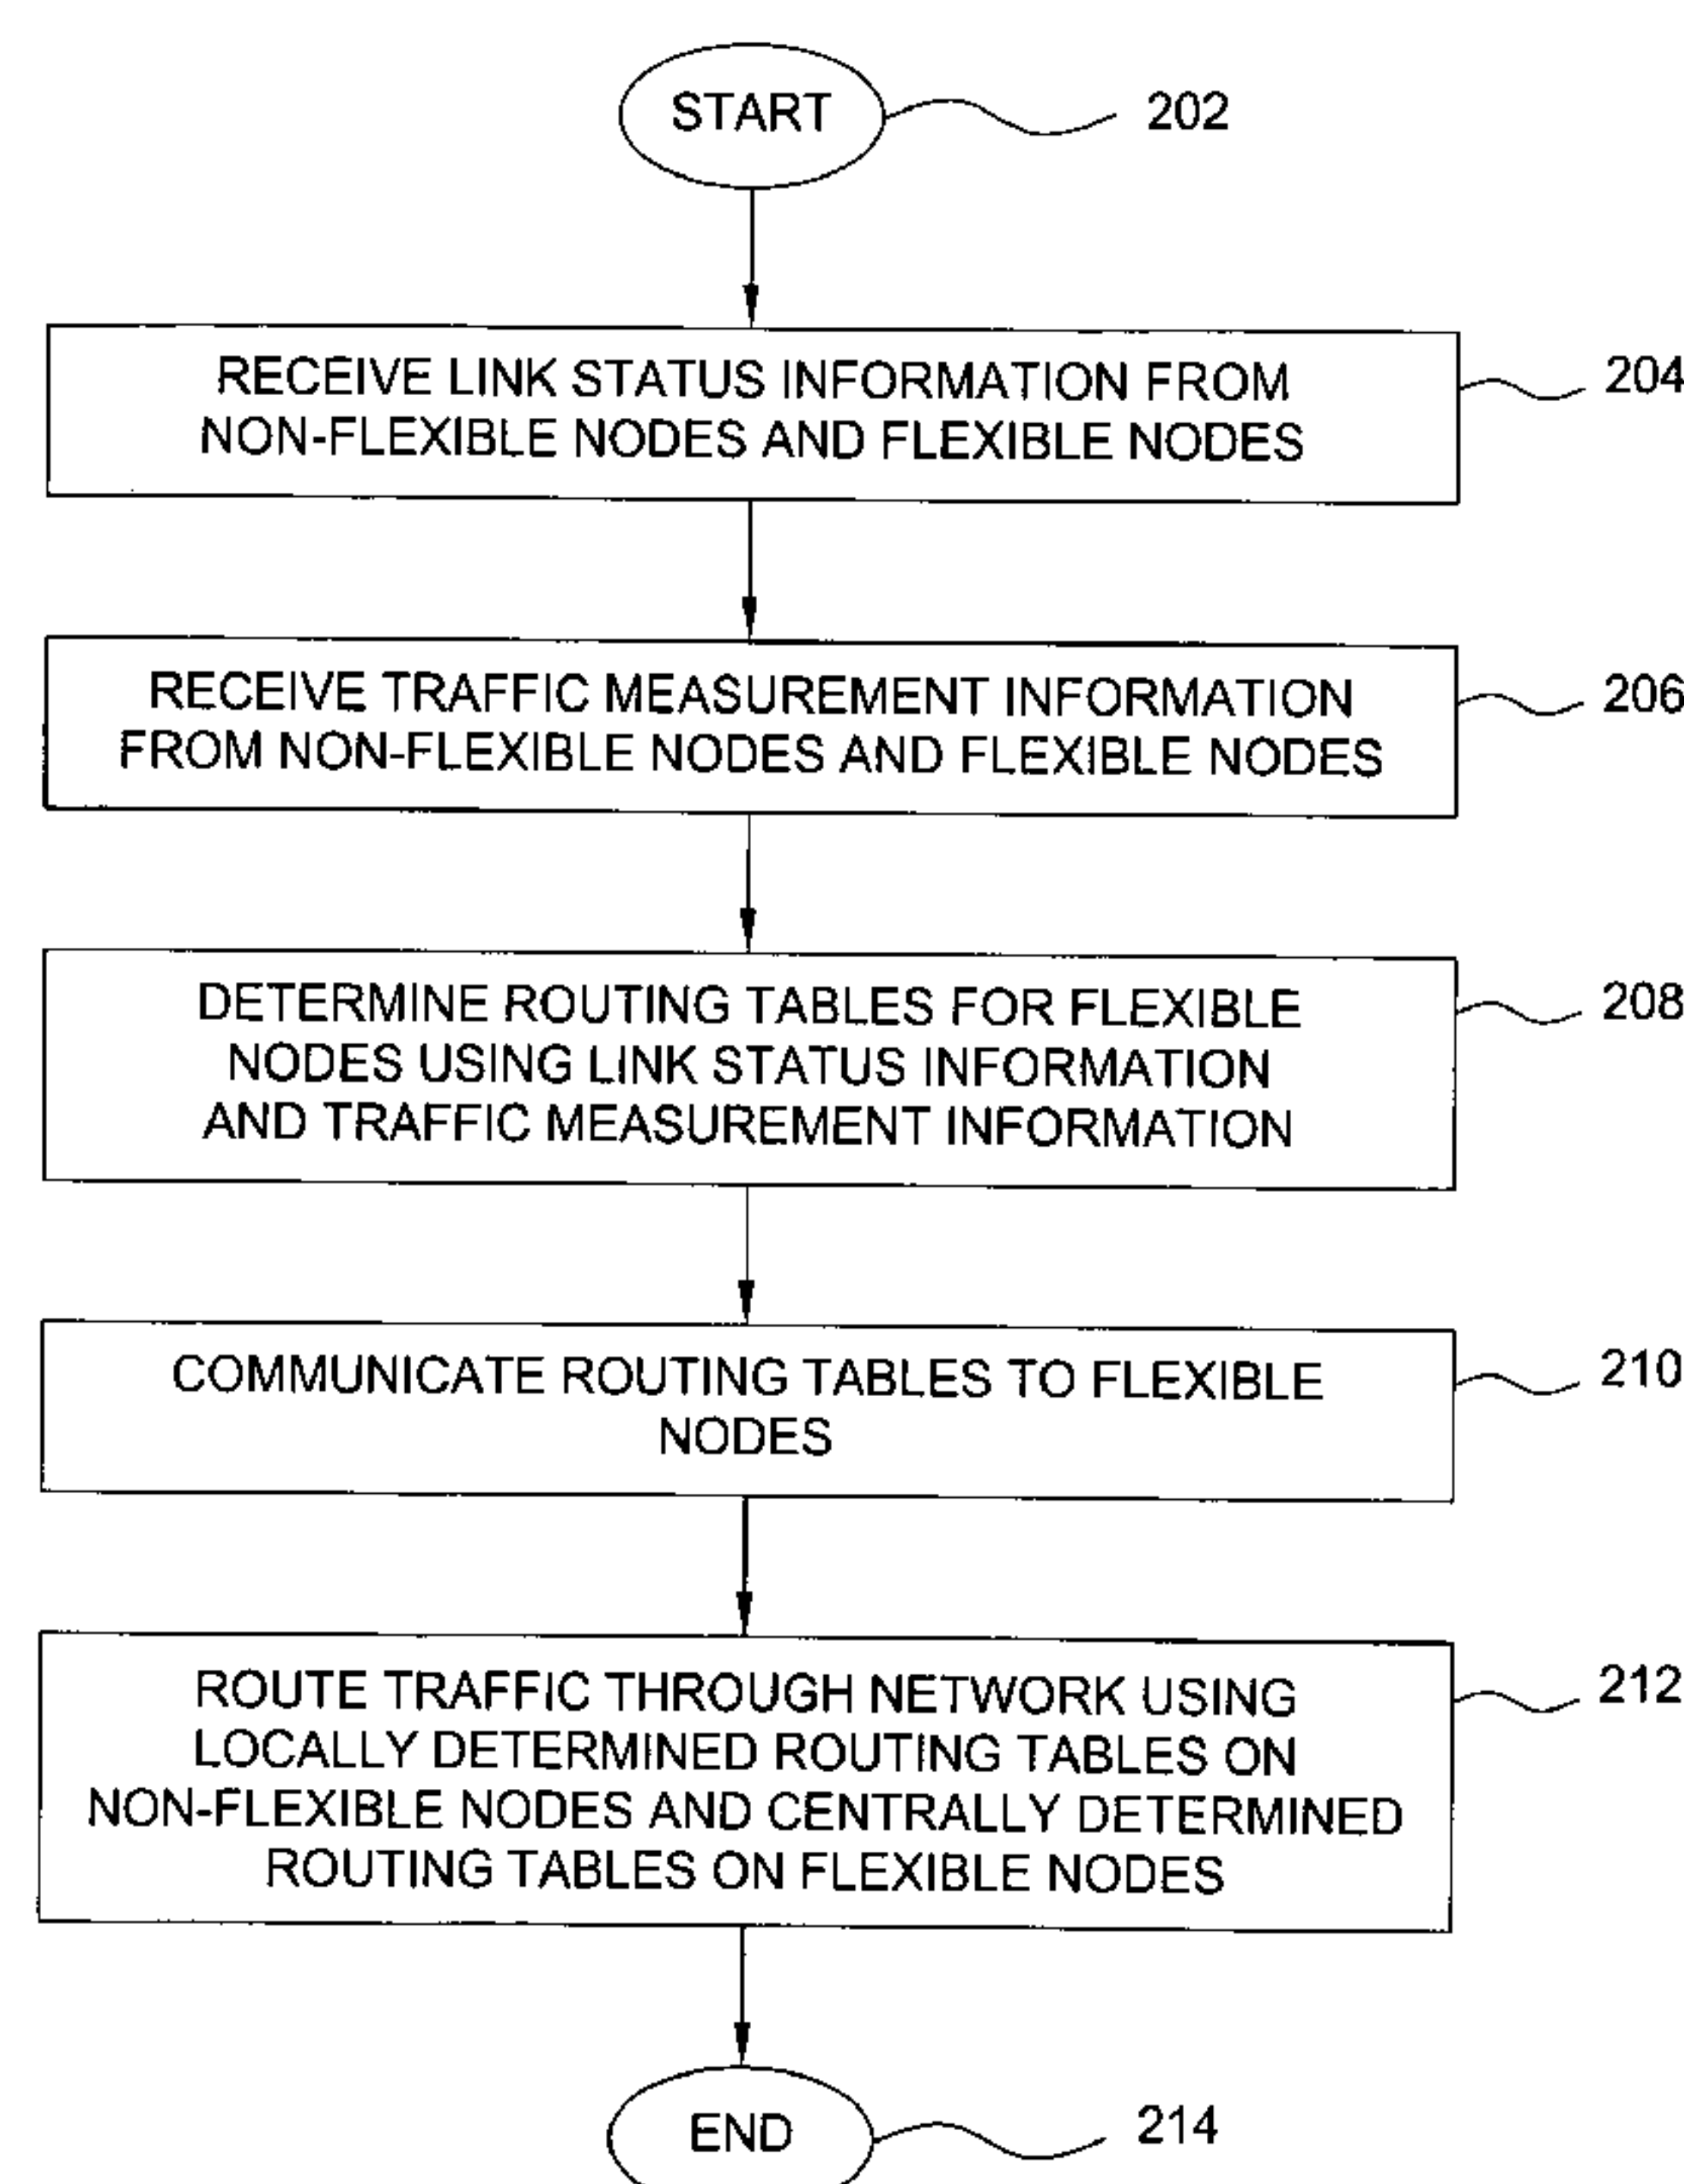 START
202
RECEIVE LINK STATUS INFORMATION FROM
NON-FLEXIBLE NODES AND FLEXIBLE NODES
204
RECEIVE TRAFFIC MEASUREMENT INFORMATION
FROM NON-FLEXIBLE NODES AND FLEXIBLE NODES
206
DETERMINE ROUTING TABLES FOR FLEXIBLE
NODES USING LINK STATUS INFORMATION
AND TRAFFIC MEASUREMENT INFORMATION
208
COMMUNICATE ROUTING TABLES TO FLEXIBLE
NODES
210
ROUTE TRAFFIC THROUGH NETWORK USING
LOCALLY DETERMINED ROUTING TABLES ON
NON-FLEXIBLE NODES AND CENTRALLY DETERMINED
ROUTING TABLES ON FLEXIBLE NODES
212
END
214